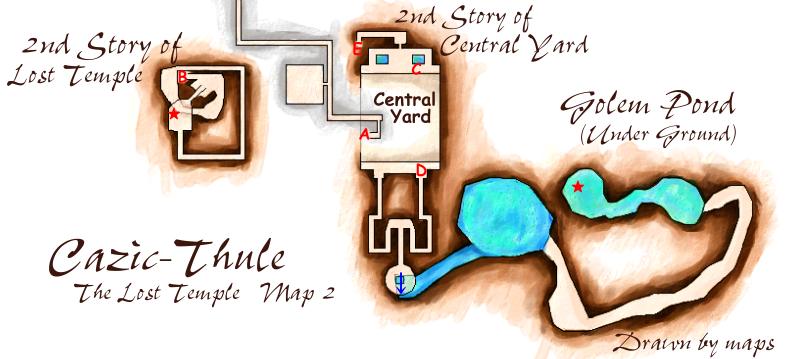 2nd Story of
Central Yard
2nd Story of
Lost Temple
E
C
B
Central
Yard
A
D
Golem Pond
(Under Ground)
Cazic-Thule
The Lost Temple Map 2
Drawn by maps